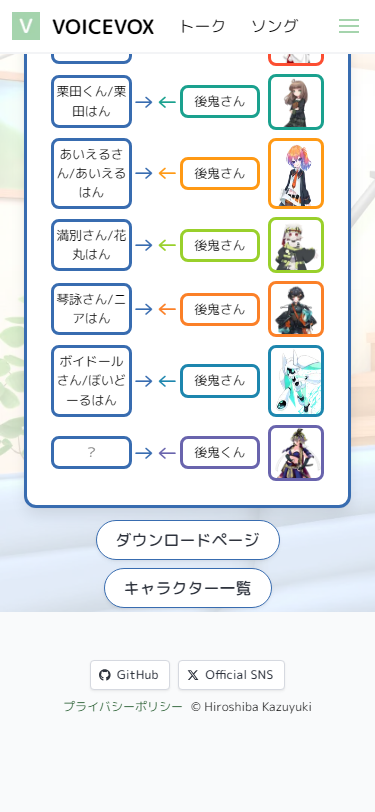 V VOICEVOX トーク ソング
栗田くん/栗
田はん
後鬼さん
あいえるさ
ん/あいえる
はん
後鬼さん
満別さん/花
丸はん
後鬼さん
琴詠さん/ニ
アはん
後鬼さん
ボイドール
さん/ぼいど
ーるはん
後鬼さん
?
後鬼くん
ダウンロードページ
キャラクター一覧
GitHub Official SNS
プライバシーポリシー © Hiroshiba Kazuyuki